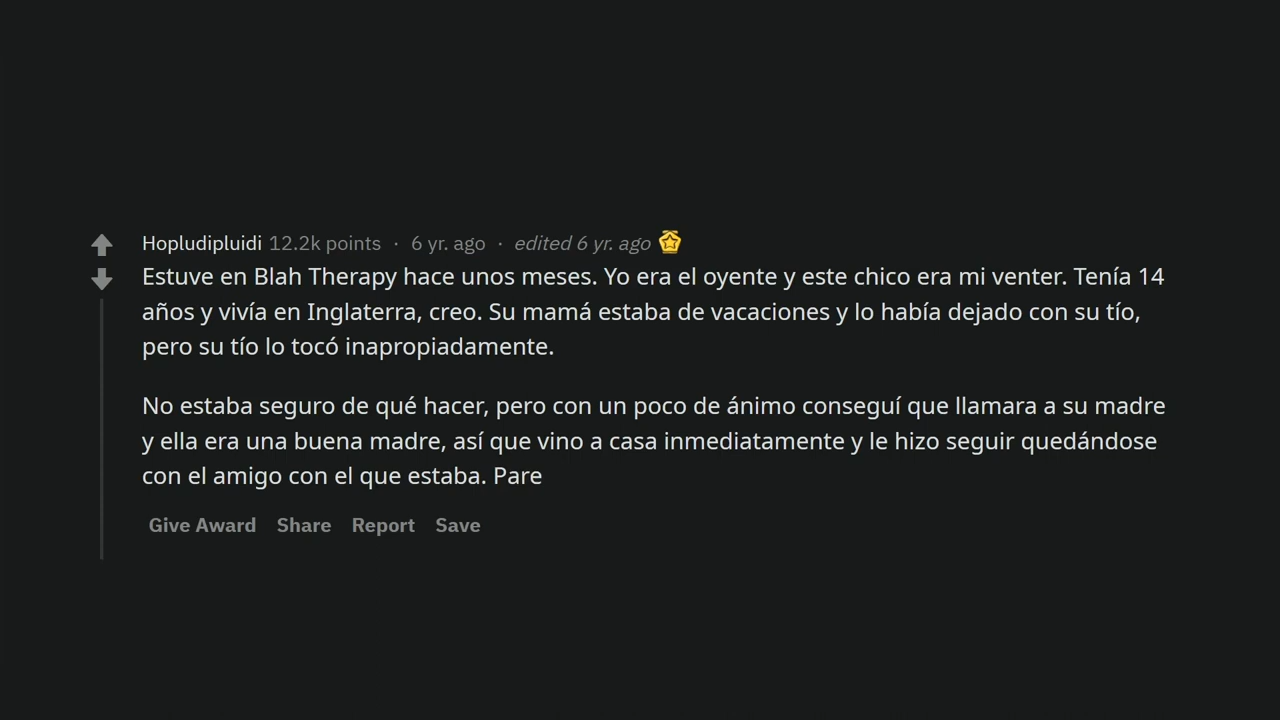 Hopludipluidi 12.2k points · 6 yr. ago · edited 6 yr. ago
Estuve en Blah Therapy hace unos meses. Yo era el oyente y este chico era mi venter. Tenía 14
años y vivía en Inglaterra, creo. Su mamá estaba de vacaciones y lo había dejado con su tío,
pero su tío lo tocó inapropiadamente.
No estaba seguro de qué hacer, pero con un poco de ánimo conseguí que llamara a su madre
y ella era una buena madre, así que vino a casa inmediatamente y le hizo seguir quedándose
con el amigo con el que estaba. Pare
Give Award Share Report Save